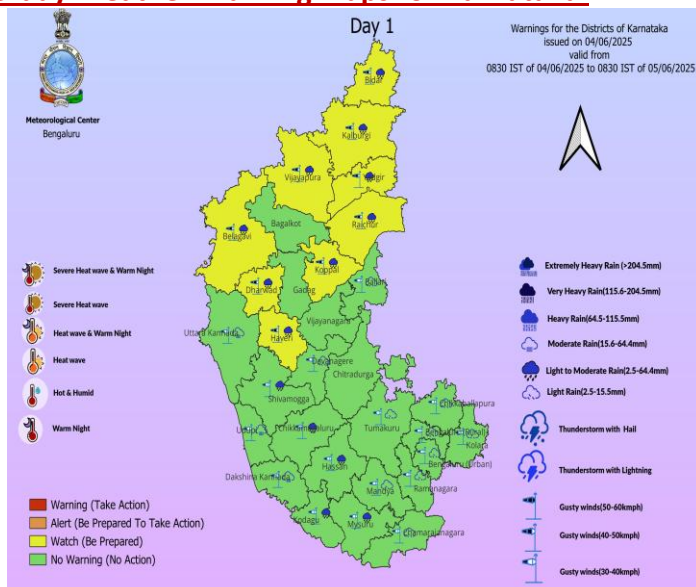 Day 1
Warnings for the Districts of Karnataka
issued on 04/06/2025
valid from
0830 IST of 04/06/2025 to 0830 IST of 05/06/2025
Meteorological Center
Bengaluru
Bidar
Kalburgi
Vijayapura
Raichur
Bagalkot
Belagavi
Koppal
Dharwad
Gadag
Ballari
Haveri
Vijayanagara
Uttara Kannada
Davanagere
Chitradurga
Shivamogga
Chikkaballapura
Udupi
Chikkamagaluru
Tumakuru
Kolara
Bengaluru (Urban)
Hassan
Dakshina Kannada
Mandya
Ramanagara
Kodagu
Mysuru
Chamarajanagara
Severe Heat wave & Warm Night
Severe Heat wave
Heat wave & Warm Night
Heat wave
Hot & Humid
Warm Night
Extremely Heavy Rain (>204.5mm)
Very Heavy Rain(115.6-204.5mm)
Heavy Rain(64.5-115.5mm)
Moderate Rain(15.6-64.4mm)
Light to Moderate Rain(2.5-64.4mm)
Light Rain(2.5-15.5mm)
Thunderstorm with Hail
Thunderstorm with Lightning
Gusty winds(50-60kmph)
Gusty winds(40-50kmph)
Gusty winds(30-40kmph)
Warning (Take Action)
Alert (Be Prepared To Take Action)
Watch (Be Prepared)
No Warning (No Action)